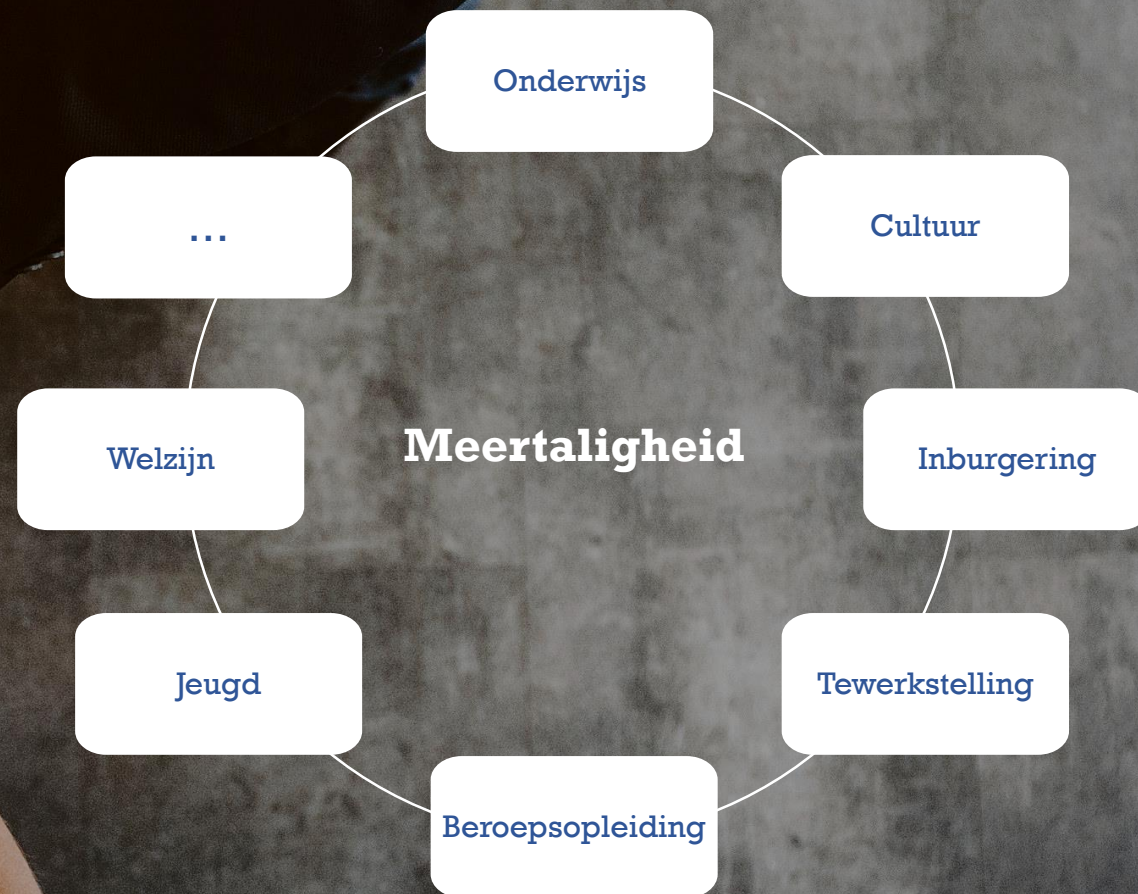 Onderwijs
Cultuur
Inburgering
Tewerkstelling
Beroepsopleiding
Jeugd
Welzijn
...
Meertaligheid